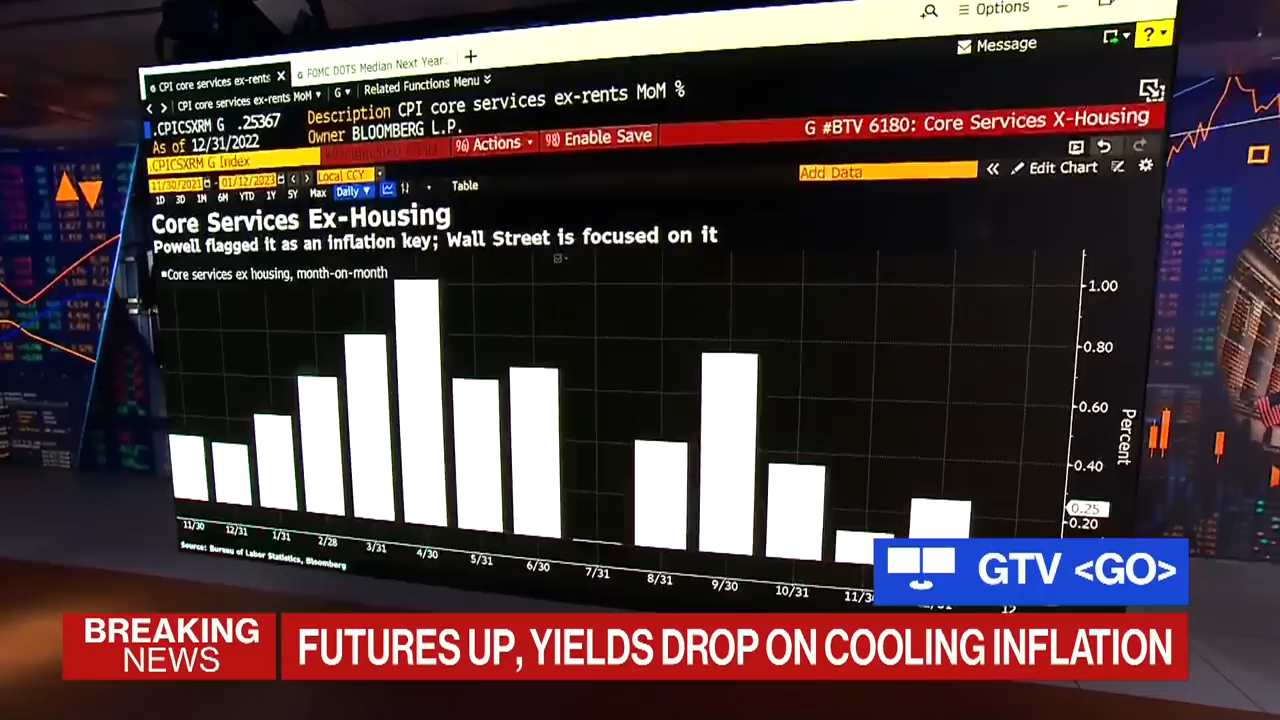 Options
CPI core services ex-rents X
FOMC DOTS Median Next Year..
+
Message
?
< > CPI core services ex-rents MoM
G
Related Functions Menu
.CPICSXRM G .25367
Description CPI core services ex-rents MoM %
As of 12/31/2022
Owner BLOOMBERG L.P.
.CPICSXRM G Index
96) Actions
98) Enable Save
G #BTV 6180: Core Services X-Housing
11/30/2021 - 01/12/2023
Local CCY
Add Data
« Edit Chart
1D 3D 1M 6M YTD 1Y 5Y Max Daily ▼ Table
Core Services Ex-Housing
Powell flagged it as an inflation key; Wall Street is focused on it
Core services ex housing, month-on-month
1.00
0.80
0.60
0.40
0.25
0.20
Percent
11/30 12/31 1/31 2/28 3/31 4/30 5/31 6/30 7/31 8/31 9/30 10/31
Source: Bureau of Labor Statistics, Bloomberg
GTV <GO>
BREAKING
NEWS
FUTURES UP, YIELDS DROP ON COOLING INFLATION